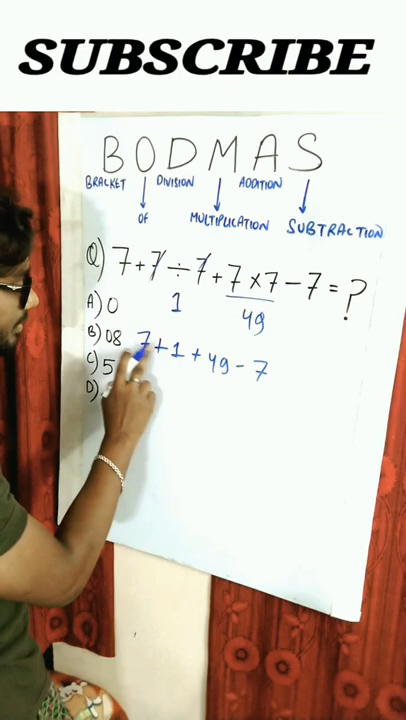 SUBSCRIBE
BODMAS
BRACKET DIVISION ADDITION
OF MULTIPLICATION SUBTRACTION
Q) 7 + 7 ÷ 7 + 7 × 7 - 7 = ?
A) 0 1 49
B) 08 7 + 1 + 49 - 7
C) 5
D)